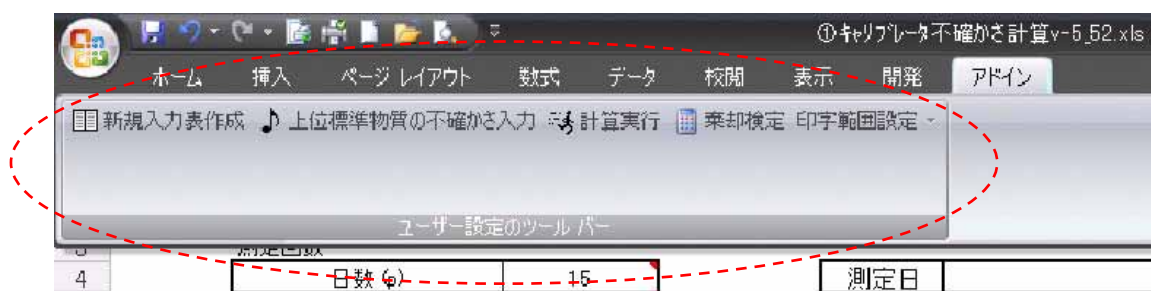 ①キャリブレータ不確かさ計算v-5_52.xls
ホーム 挿入 ページ レイアウト 数式 データ 校閲 表示 開発 アドイン
新規入力表作成 上位標準物質の不確かさ入力 計算実行 棄却検定 印字範囲設定
ユーザー設定のツール バー
測定回数
4 日数 (p) 15 測定日